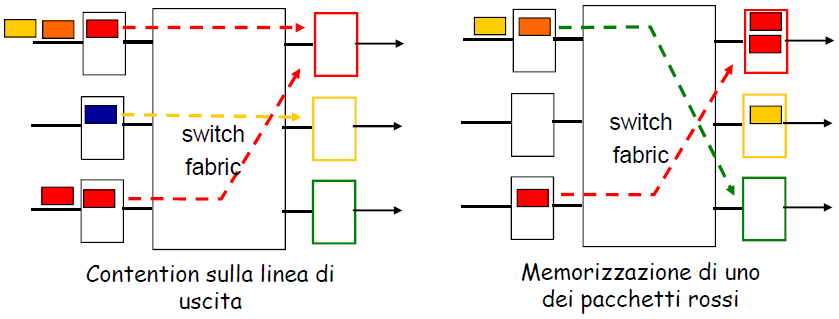 switch
fabric
Contention sulla linea di
uscita
switch
fabric
Memorizzazione di uno
dei pacchetti rossi